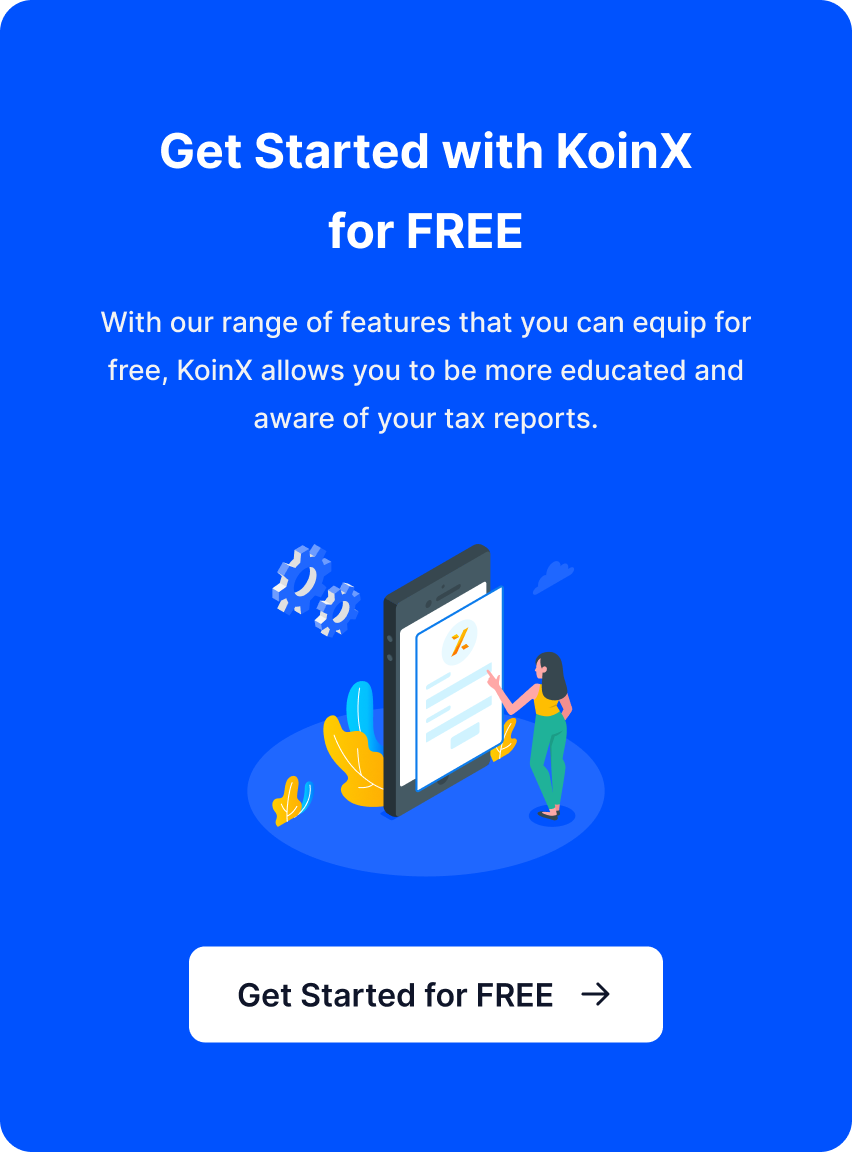 Get Started with KoinX
for FREE
With our range of features that you can equip for
free, KoinX allows you to be more educated and
aware of your tax reports.
Get Started for FREE →